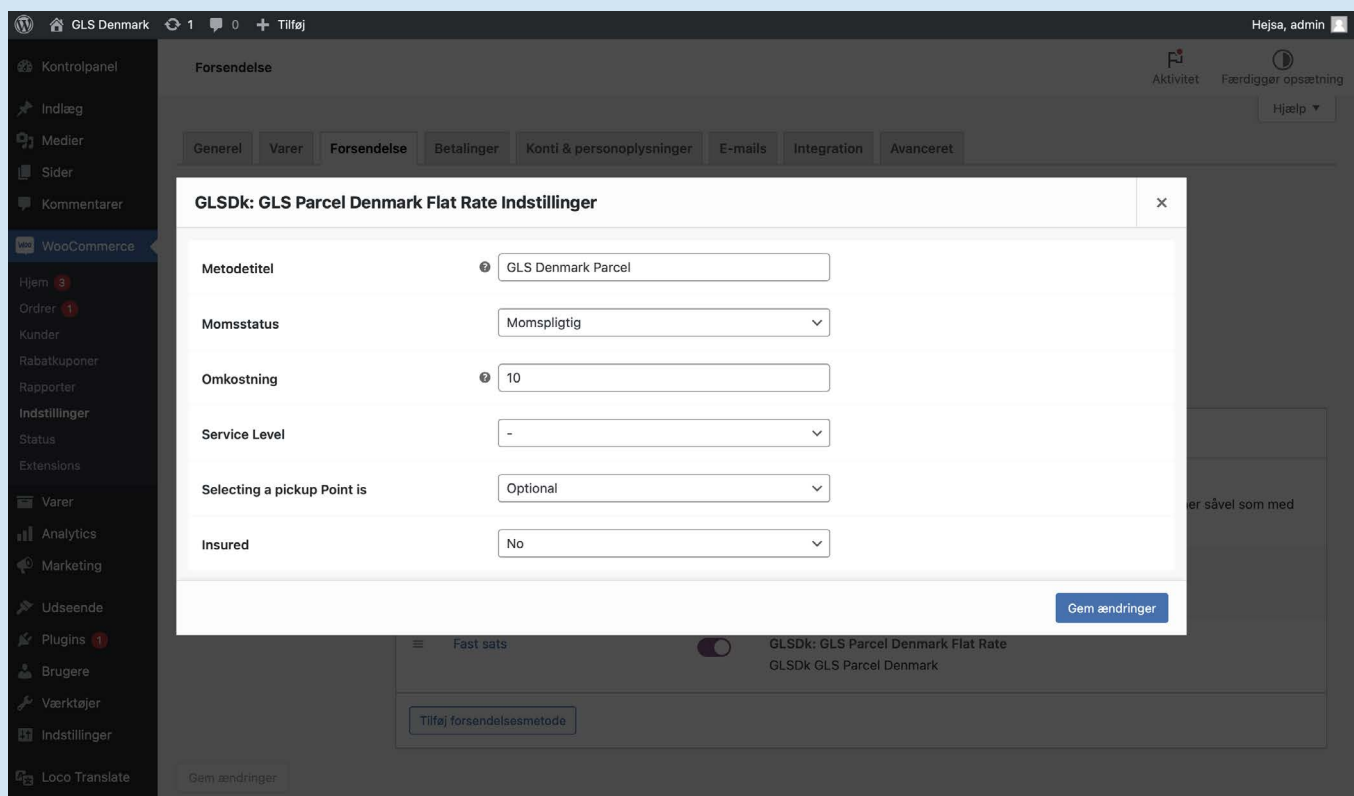 GLS Denmark 1 0 Tilføj
Hejsa, admin
Kontrolpanel
Indlæg
Medier
Sider
Kommentarer
WooCommerce
Hjem 3
Ordrer 1
Kunder
Rabatkuponer
Rapporter
Indstillinger
Status
Extensions
Varer
Analytics
Marketing
Udseende
Plugins 1
Brugere
Værktøjer
Indstillinger
Loco Translate
Forsendelse
Aktivitet
Færdiggør opsætning
Hjælp
Generel Varer Forsendelse Betalinger Konti & personoplysninger E-mails Integration Avanceret
GLSDk: GLS Parcel Denmark Flat Rate Indstillinger
Metodetitel GLS Denmark Parcel
Momsstatus Momspligtig
Omkostning 10
Service Level -
Selecting a pickup Point is Optional
Insured No
Gem ændringer
er såvel som med
Fast sats GLSDk: GLS Parcel Denmark Flat Rate
GLSDk GLS Parcel Denmark
Tilføj forsendelsesmetode
Gem ændringer